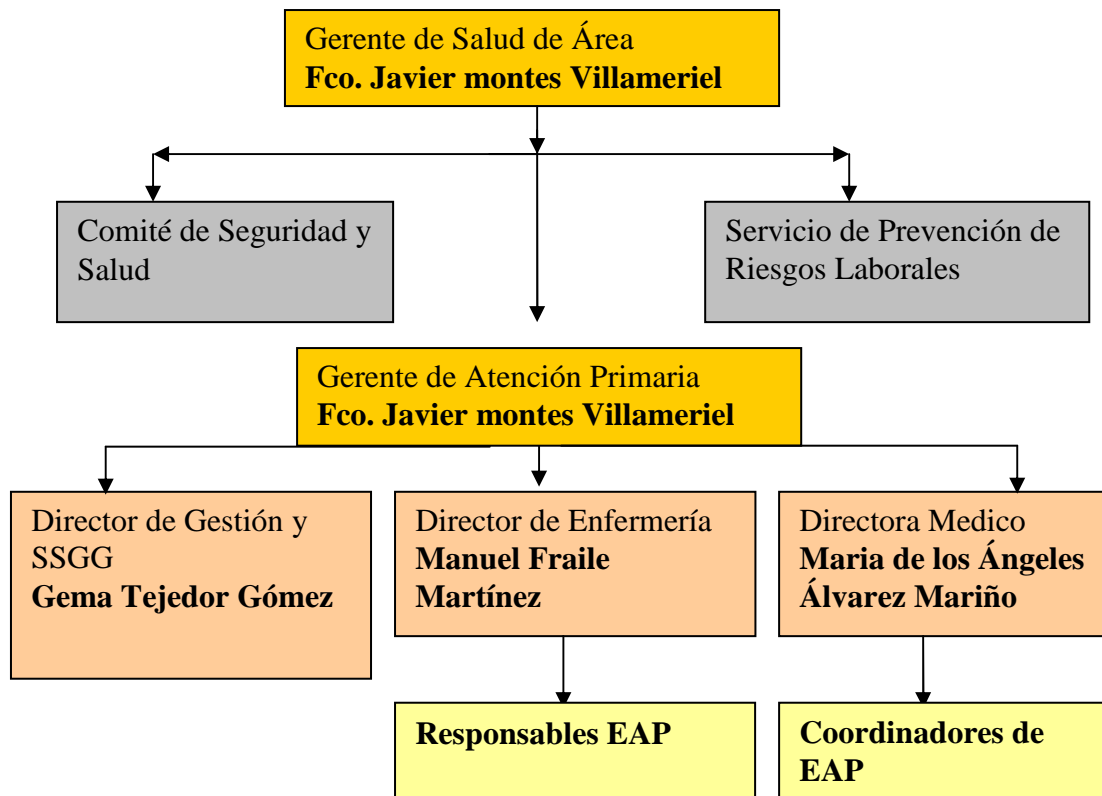 Gerente de Salud de Área
Fco. Javier montes Villameriel
Comité de Seguridad y
Salud
Servicio de Prevención de
Riesgos Laborales
Gerente de Atención Primaria
Fco. Javier montes Villameriel
Director de Gestión y
SSGG
Gema Tejedor Gómez
Director de Enfermería
Manuel Fraile
Martínez
Directora Medico
Maria de los Ángeles
Álvarez Mariño
Responsables EAP
Coordinadores de
EAP